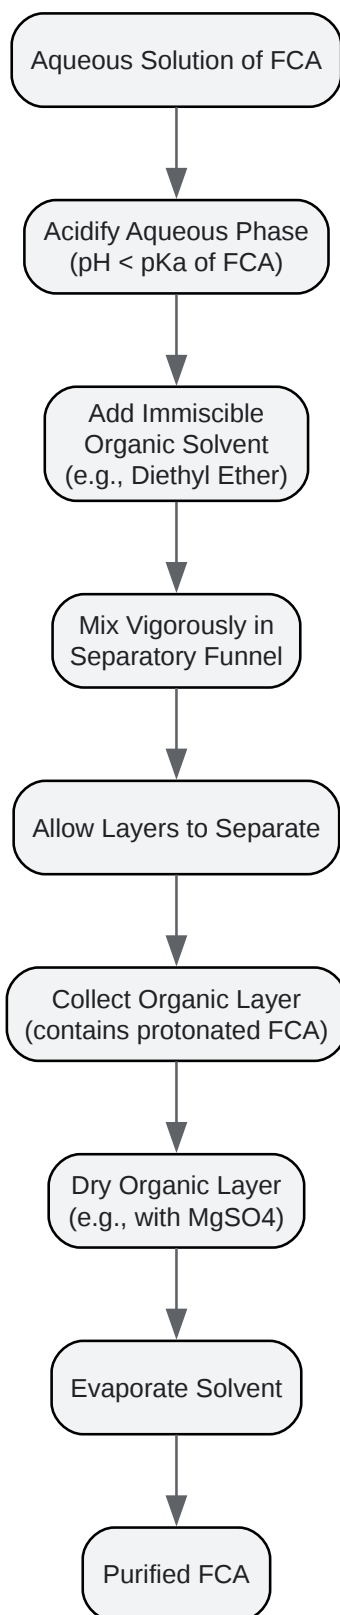 Aqueous Solution of FCA
Acidify Aqueous Phase
(pH < pKa of FCA)
Add Immiscible
Organic Solvent
(e.g., Diethyl Ether)
Mix Vigorously in
Separatory Funnel
Allow Layers to Separate
Collect Organic Layer
(contains protonated FCA)
Dry Organic Layer
(e.g., with MgSO4)
Evaporate Solvent
Purified FCA